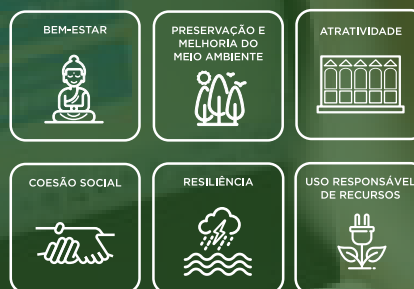 BEM-ESTAR
PRESERVAÇÃO E
MELHORIA DO
MEIO AMBIENTE
ATRATIVIDADE
COESÃO SOCIAL
RESILIÊNCIA
USO RESPONSÁVEL
DE RECURSOS